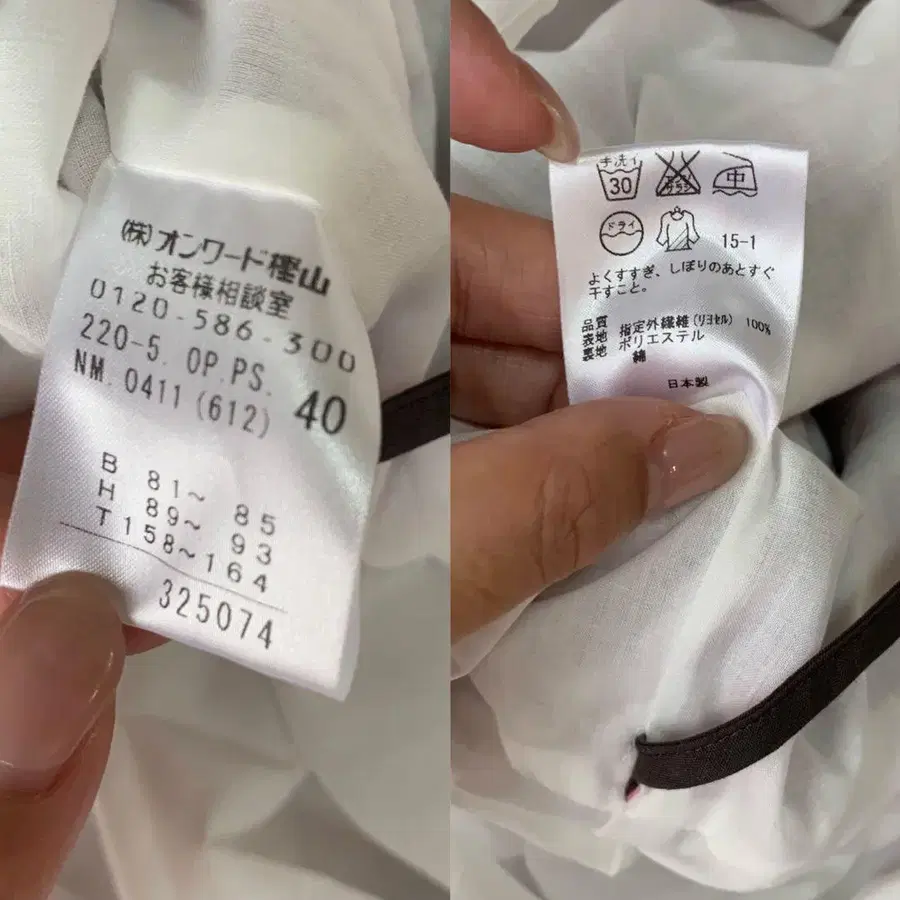 (株)オンワード樫山
お客様相談室
0120-586-300
220-5. OP.PS.
NM. 0411 (612) 40
B 81~ 85
H 89~ 93
T 158~164
325074
手洗イ
30
中
ドライ
15-1
よくすすぎ、しぼりのあとすぐ
干すこと。
品質
表地 指定外繊維(リヨセル) 100%
裏地 ポリエステル
綿
日本製